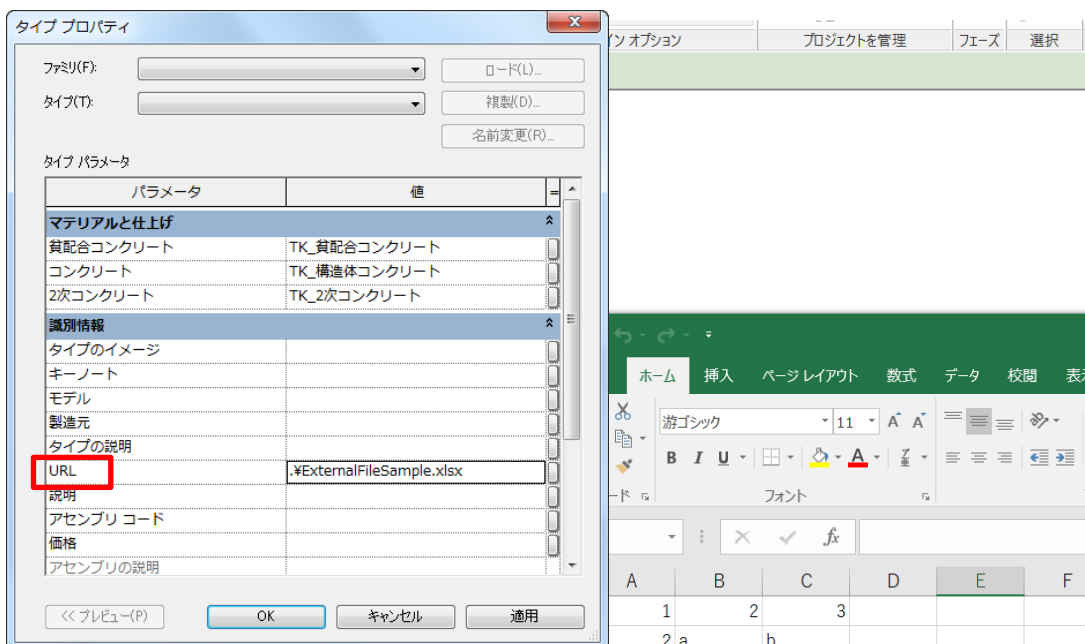 タイプ プロパティ
ファミリ(F):
ロード(L)...
タイプ(T):
複製(D)...
名前変更(R)...
タイプ パラメータ
パラメータ 値 =
マテリアルと仕上げ
貧配合コンクリート TK_貧配合コンクリート
コンクリート TK_構造体コンクリート
2次コンクリート TK_2次コンクリート
識別情報
タイプのイメージ
キーノート
モデル
製造元
タイプの説明
URL .¥ExternalFileSample.xlsx
説明
アセンブリ コード
価格
アセンブリの説明
<< プレビュー(P) OK キャンセル 適用
イン オプション プロジェクトを管理 フェーズ 選択
ホーム 挿入 ページ レイアウト 数式 データ 校閲 表示
游ゴシック 11 A A
B I U A
ード フォント
fx
A B C D E F
1 2 3
2 a b